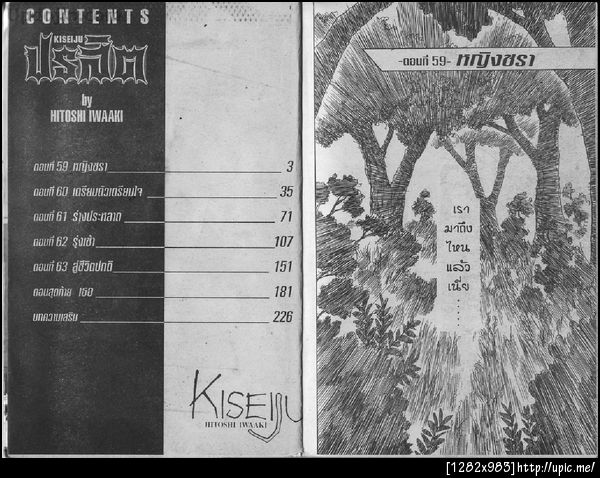 CONTENTS
KISEIJU
ปรสิต
by
HITOSHI IWAAKI
ตอนที่ 59 หญิงชรา 3
ตอนที่ 60 เตรียมตัวเตรียมใจ 35
ตอนที่ 61 ร่างประหลาด 71
ตอนที่ 62 รุ่งเช้า 107
ตอนที่ 63 สู่ชีวิตปกติ 151
ตอนสุดท้าย เธอ 181
บทความเสริม 226
KISEIJU
HITOSHI IWAAKI
-ตอนที่ 59- หญิงชรา
เรา
มาถึง
ไหน
แล้ว
เนี่ย
......
[1282x983]http://upic.me/